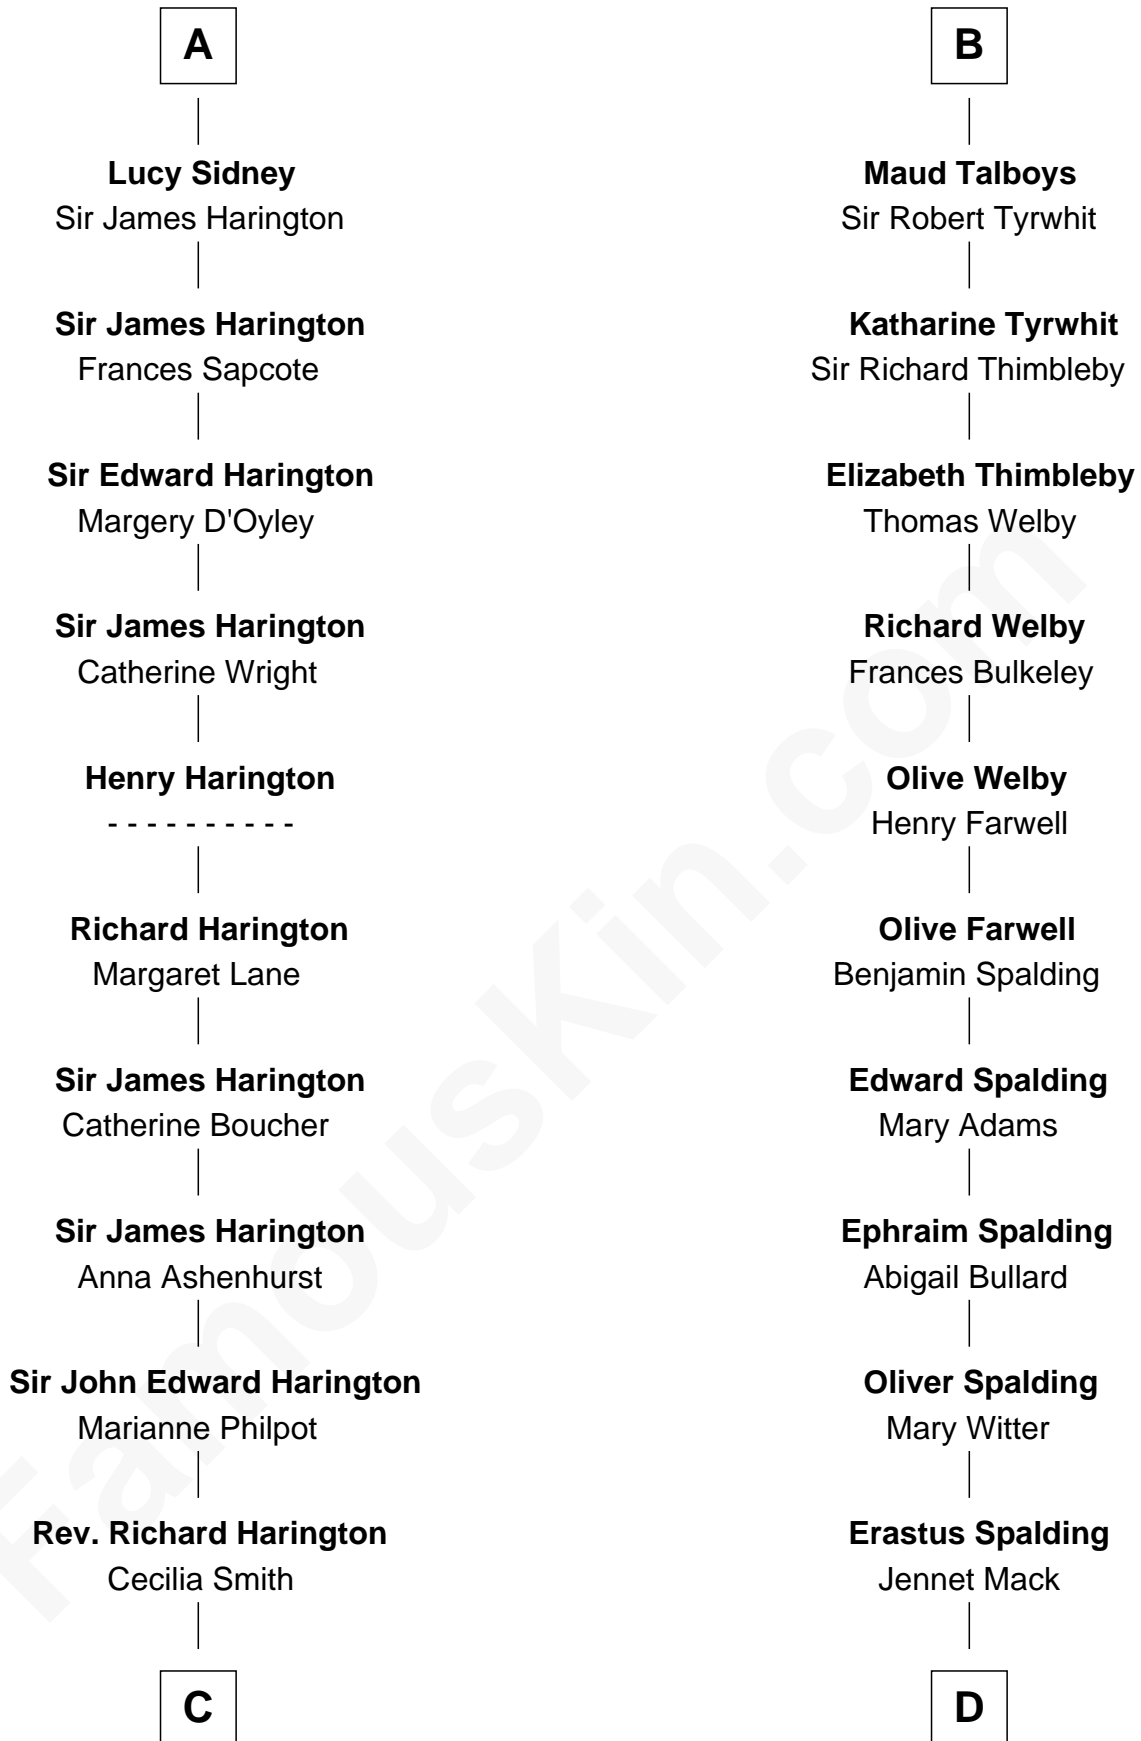 A
Lucy Sidney
Sir James Harington
Sir James Harington
Frances Sapcote
Sir Edward Harington
Margery D'Oyley
Sir James Harington
Catherine Wright
Henry Harington
- - - - - - - - - -
Richard Harington
Margaret Lane
Sir James Harington
Catherine Boucher
Sir James Harington
Anna Ashenhurst
Sir John Edward Harington
Marianne Philpot
Rev. Richard Harington
Cecilia Smith
C
B
Maud Talboys
Sir Robert Tyrwhit
Katharine Tyrwhit
Sir Richard Thimbleby
Elizabeth Thimbleby
Thomas Welby
Richard Welby
Frances Bulkeley
Olive Welby
Henry Farwell
Olive Farwell
Benjamin Spalding
Edward Spalding
Mary Adams
Ephraim Spalding
Abigail Bullard
Oliver Spalding
Mary Witter
Erastus Spalding
Jennet Mack
D
FamousKin.com